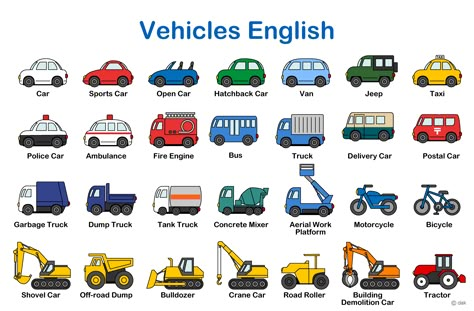 Vehicles English
Car
Sports Car
Open Car
Hatchback Car
Van
Jeep
Taxi
Police Car
Ambulance
Fire Engine
Bus
Truck
Delivery Car
Postal Car
Garbage Truck
Dump Truck
Tank Truck
Concrete Mixer
Aerial Work
Platform
Motorcycle
Bicycle
Shovel Car
Off-road Dump
Bulldozer
Crane Car
Road Roller
Building
Demolition Car
Tractor